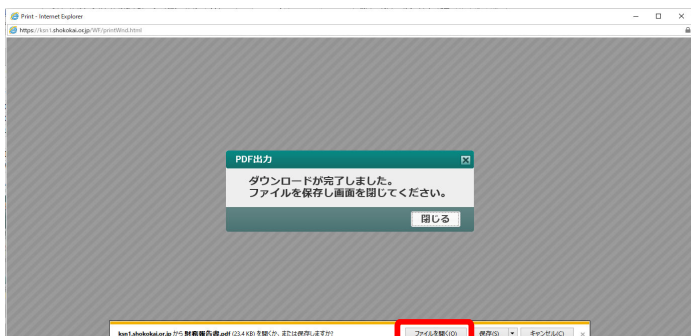 Print - Internet Explorer
https://ksn1.shokokai.or.jp/WE/printWnd.html
PDF出力
ダウンロードが完了しました。
ファイルを保存し画面を閉じてください。
閉じる
ksn1.shokokai.or.jp から 財務報告書.pdf (23.4 KB) を開くか、または保存しますか?
ファイルを開く(O)
保存(S)
キャンセル(C)